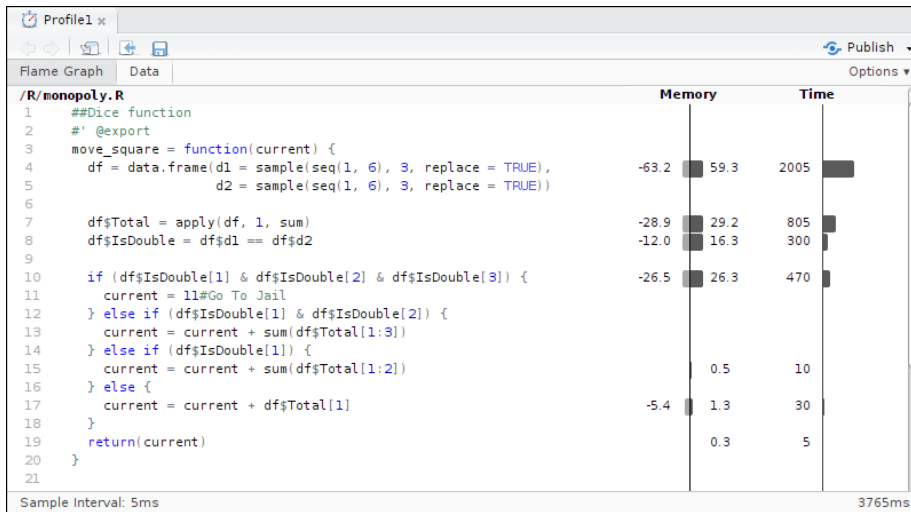 Profile1 ×
Publish
Flame Graph Data Options ▾
/R/monopoly.R Memory Time
1 ##Dice function
2 #' @export
3 move_square = function(current) {
4 df = data.frame(d1 = sample(seq(1, 6), 3, replace = TRUE), -63.2 59.3 2005
5 d2 = sample(seq(1, 6), 3, replace = TRUE))
6
7 df$Total = apply(df, 1, sum) -28.9 29.2 805
8 df$IsDouble = df$d1 == df$d2 -12.0 16.3 300
9
10 if (df$IsDouble[1] & df$IsDouble[2] & df$IsDouble[3]) { -26.5 26.3 470
11 current = 11#Go To Jail
12 } else if (df$IsDouble[1] & df$IsDouble[2]) {
13 current = current + sum(df$Total[1:3])
14 } else if (df$IsDouble[1]) {
15 current = current + sum(df$Total[1:2]) 0.5 10
16 } else {
17 current = current + df$Total[1] -5.4 1.3 30
18 }
19 return(current) 0.3 5
20 }
21
Sample Interval: 5ms 3765ms